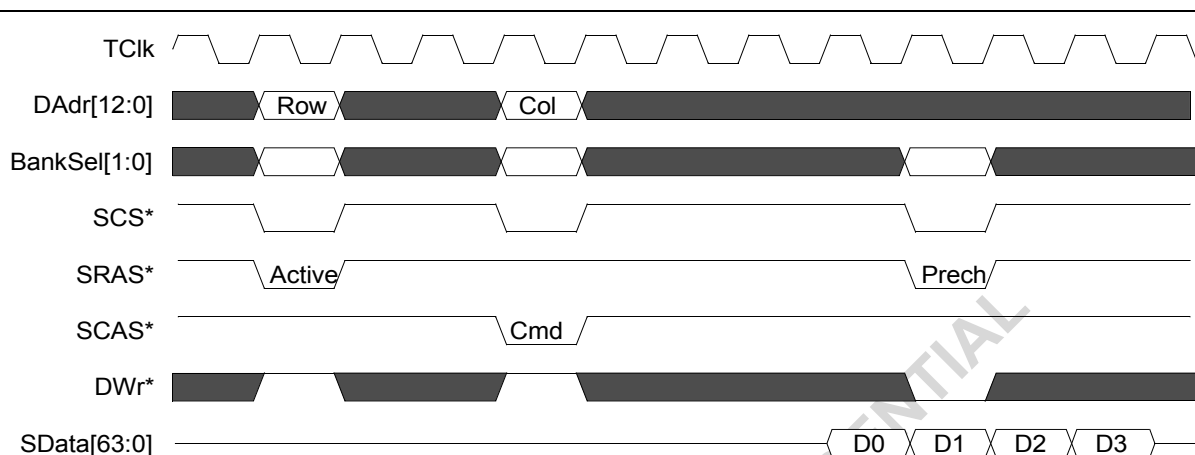 TClk
DAdr[12:0] Row Col
BankSel[1:0]
SCS*
SRAS* Active Prech
SCAS* Cmd
DWr*
SData[63:0] D0 D1 D2 D3